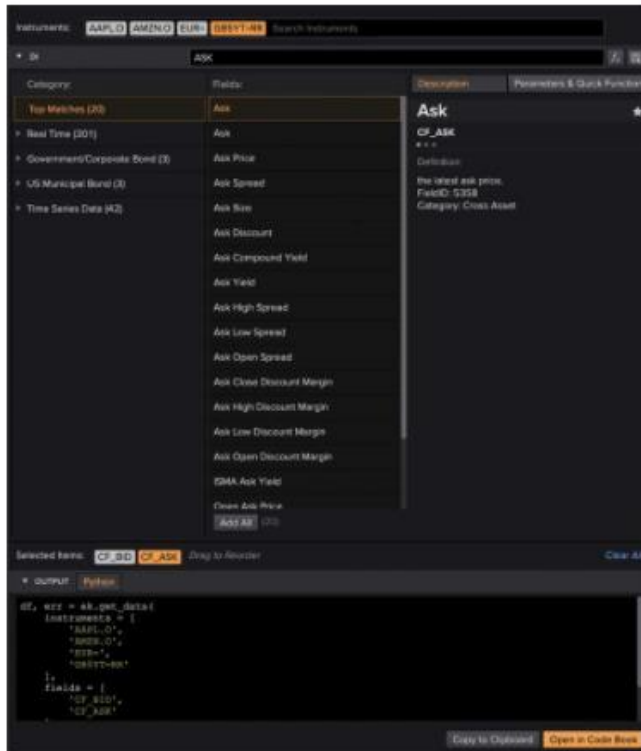 Instruments: AAPL.O AMZN.O EUR= GB5YT=RR Search Instruments
DI ASK
Category: Fields: Description Parameters & Quick Function
Top Matches (20) Ask Ask
Real Time (201) Ask CF_ASK
Government/Corporate Bond (3) Ask Price Definition
US Municipal Bond (3) Ask Spread the latest ask price.
FieldID: 5358
Time Series Data (42) Ask Size Category: Cross Asset
Ask Discount
Ask Compound Yield
Ask Yield
Ask High Spread
Ask Low Spread
Ask Open Spread
Ask Close Discount Margin
Ask High Discount Margin
Ask Low Discount Margin
Ask Open Discount Margin
ISMA Ask Yield
Open Ask Price
Add All (20)
Selected Items: CF_BID CF_ASK Drag to Reorder Clear All
OUTPUT Python
df, err = ek.get_data(
instruments = [
'AAPL.O',
'AMZN.O',
'EUR=',
'GB5YT=RR'
],
fields = [
'CF_BID',
'CF_ASK'
Copy to Clipboard Open in Code Book